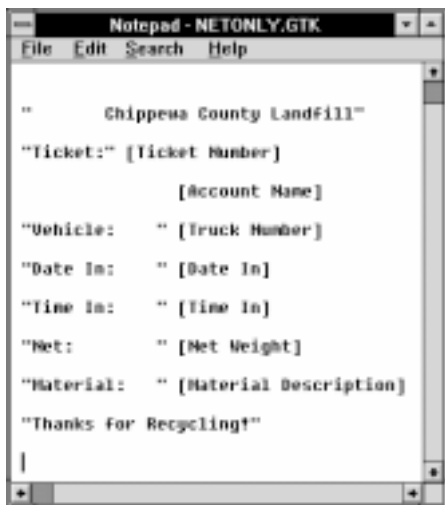 Notepad - NETONLY.GTK
File Edit Search Help
"        Chippewa County Landfill"
"Ticket:" [Ticket Number]
[Account Name]
"Vehicle:    " [Truck Number]
"Date In:    " [Date In]
"Time In:    " [Time In]
"Net:        " [Net Weight]
"Material:   " [Material Description]
"Thanks for Recycling!"